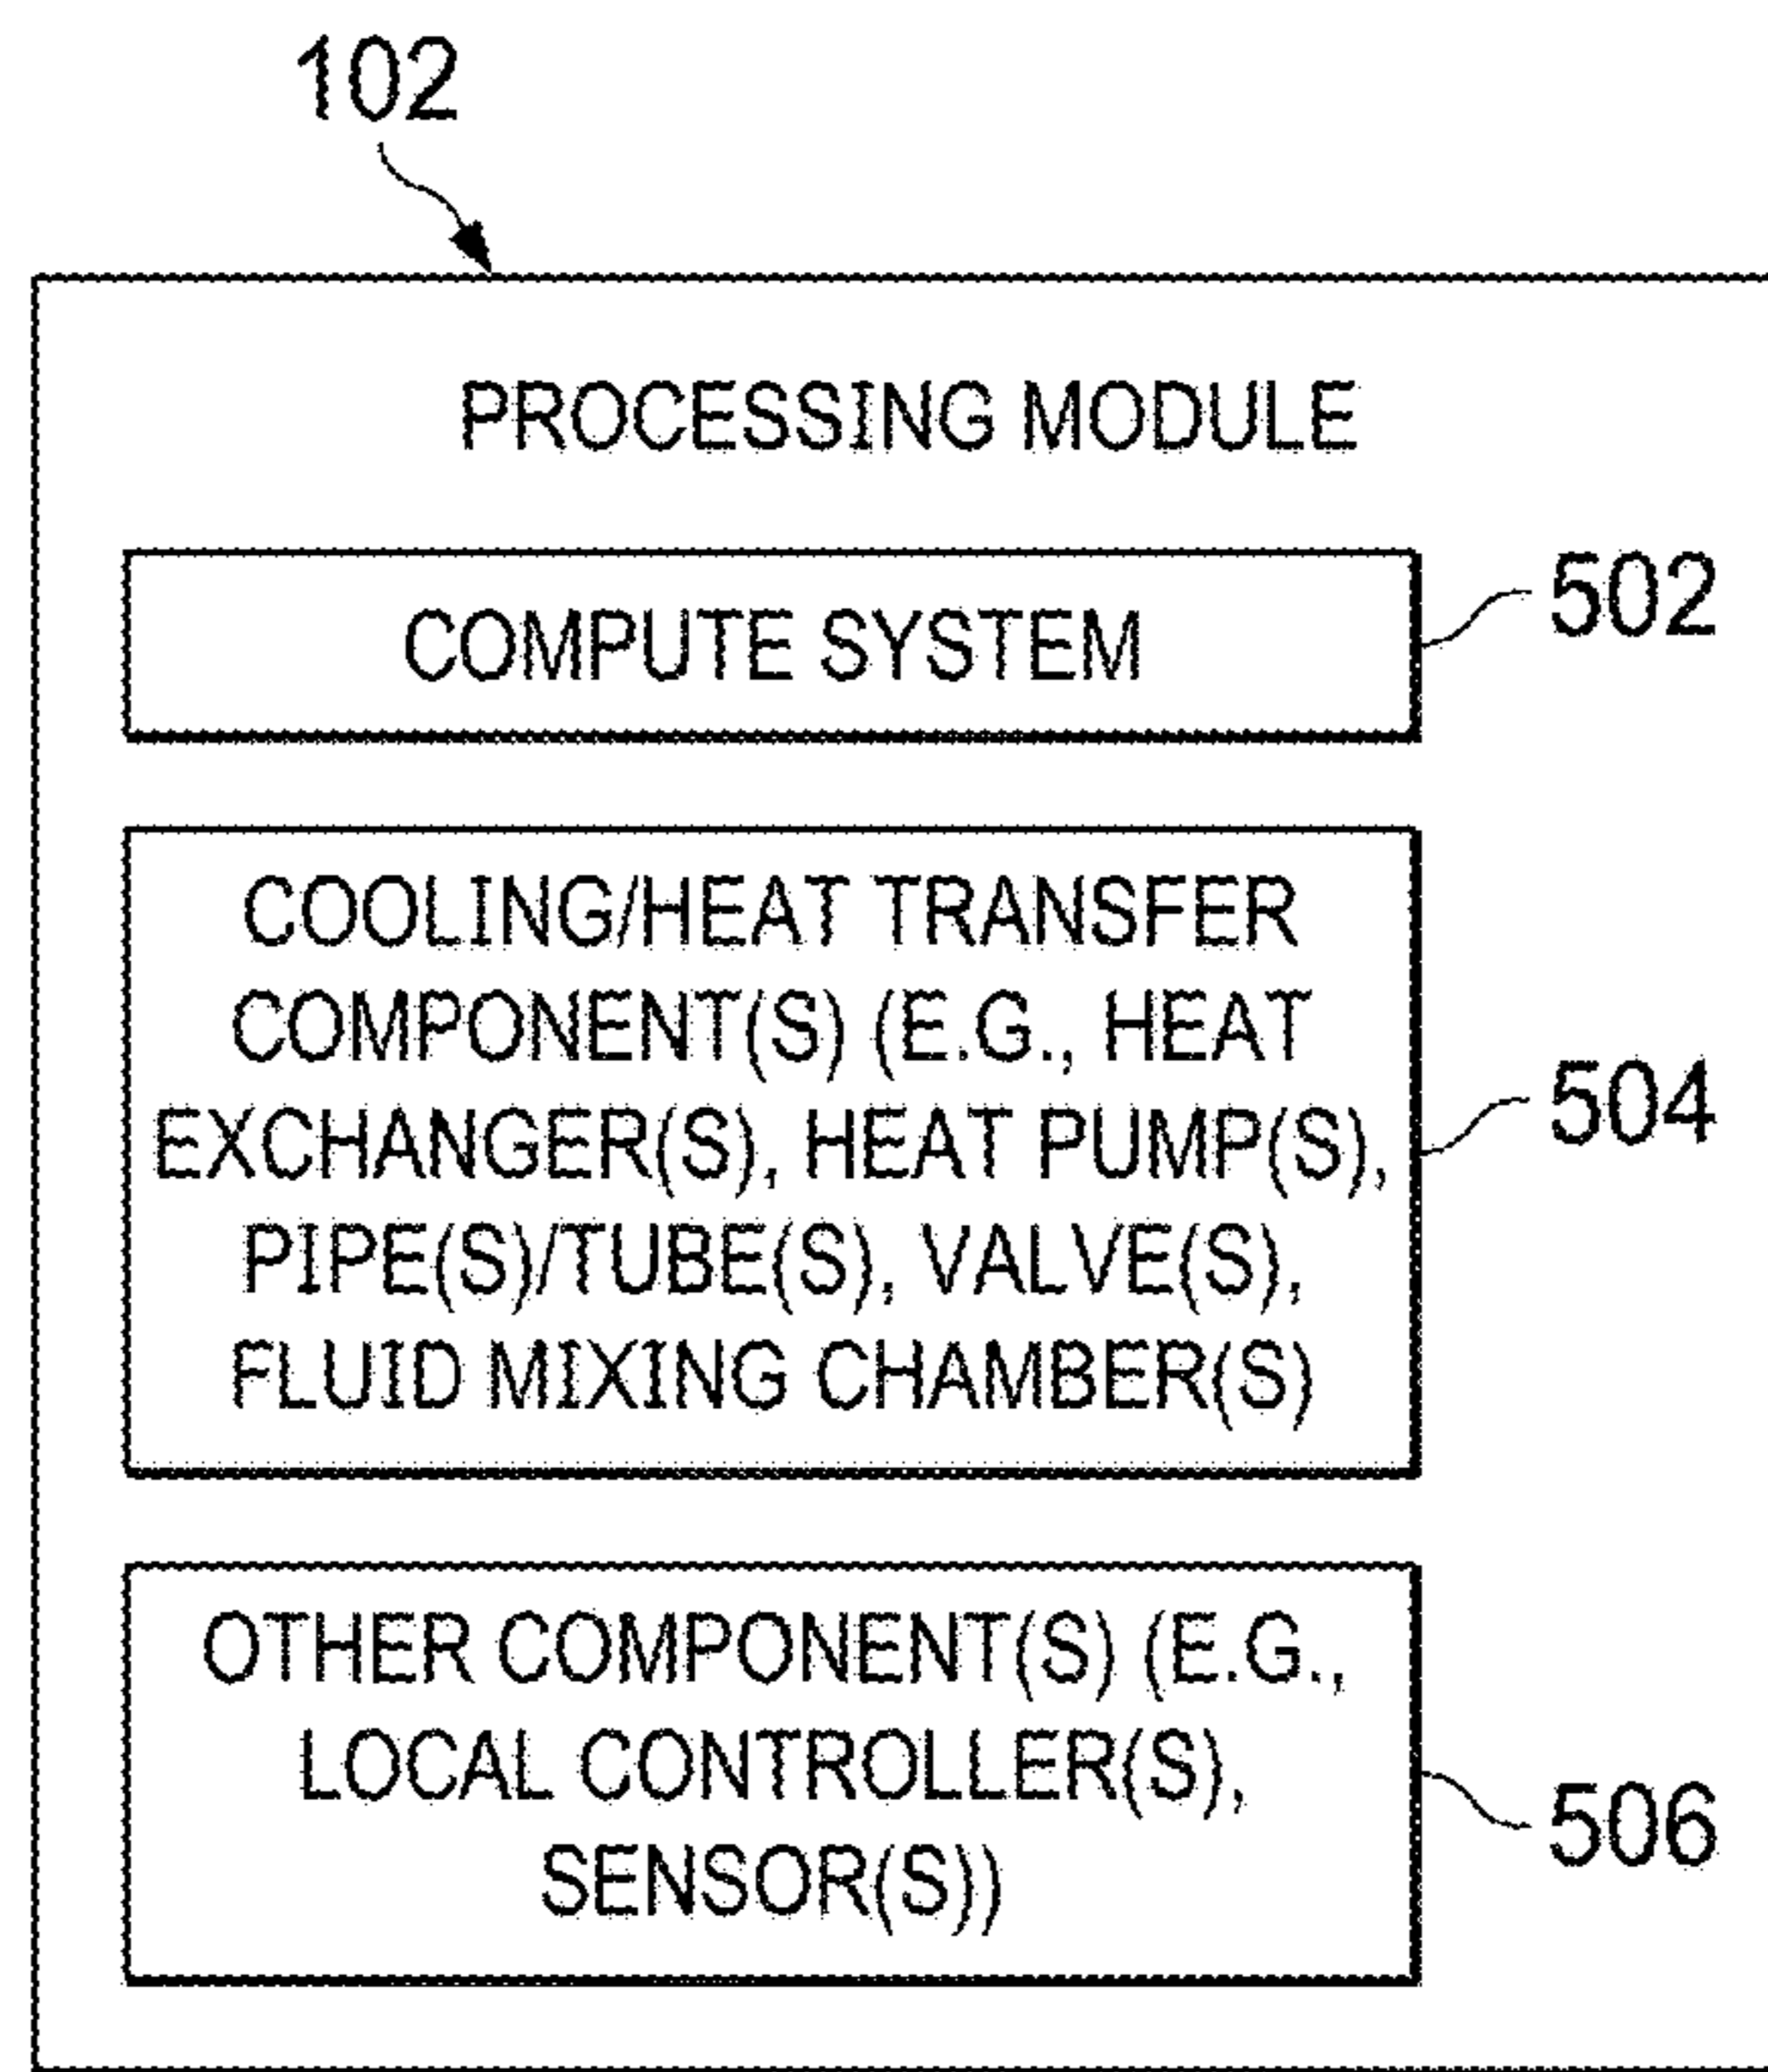 102
PROCESSING MODULE
COMPUTE SYSTEM
502
COOLING/HEAT TRANSFER
COMPONENT(S) (E.G., HEAT
EXCHANGER(S), HEAT PUMP(S),
PIPE(S)/TUBE(S), VALVE(S),
FLUID MIXING CHAMBER(S)
504
OTHER COMPONENT(S) (E.G.,
LOCAL CONTROLLER(S),
SENSOR(S))
506